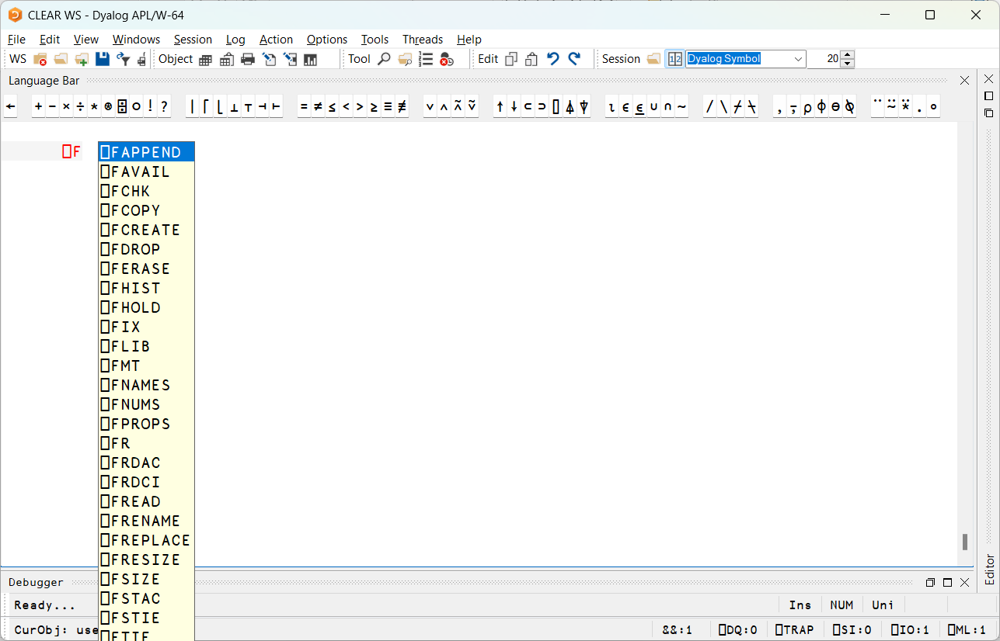 CLEAR WS - Dyalog APL/W-64
File Edit View Windows Session Log Action Options Tools Threads Help
WS Object Tool Edit Session Dyalog Symbol 20
Language Bar
← + - × ÷ * ⍟ ⌹ ○ ! ? | ⌈ ⌊ ⊥ ⊤ ⊣ ⊢ = ≠ ≤ < > ≥ ≡ ≢ ∨ ∧ ⍲ ⍱ ↑ ↓ ⊂ ⊃ ⌷ ⍋ ⍒ ⍳ ∊ ⍷ ∪ ∩ ~ / \ ⌿ ⍀ , ⍪ ⍴ ⌽ ⊖ ⍉ ¨ ⍨ ⍣ . ∘
⎕F
⎕FAPPEND
⎕FAVAIL
⎕FCHK
⎕FCOPY
⎕FCREATE
⎕FDROP
⎕FERASE
⎕FHIST
⎕FHOLD
⎕FIX
⎕FLIB
⎕FMT
⎕FNAMES
⎕FNUMS
⎕FPROPS
⎕FR
⎕FRDAC
⎕FRDCI
⎕FREAD
⎕FRENAME
⎕FREPLACE
⎕FRESIZE
⎕FSIZE
⎕FSTAC
⎕FSTIE
⎕FTIE
Editor
Debugger
Ready... Ins NUM Uni
CurObj: use &&:1 ⎕DQ:0 ⎕TRAP ⎕SI:0 ⎕IO:1 ⎕ML:1